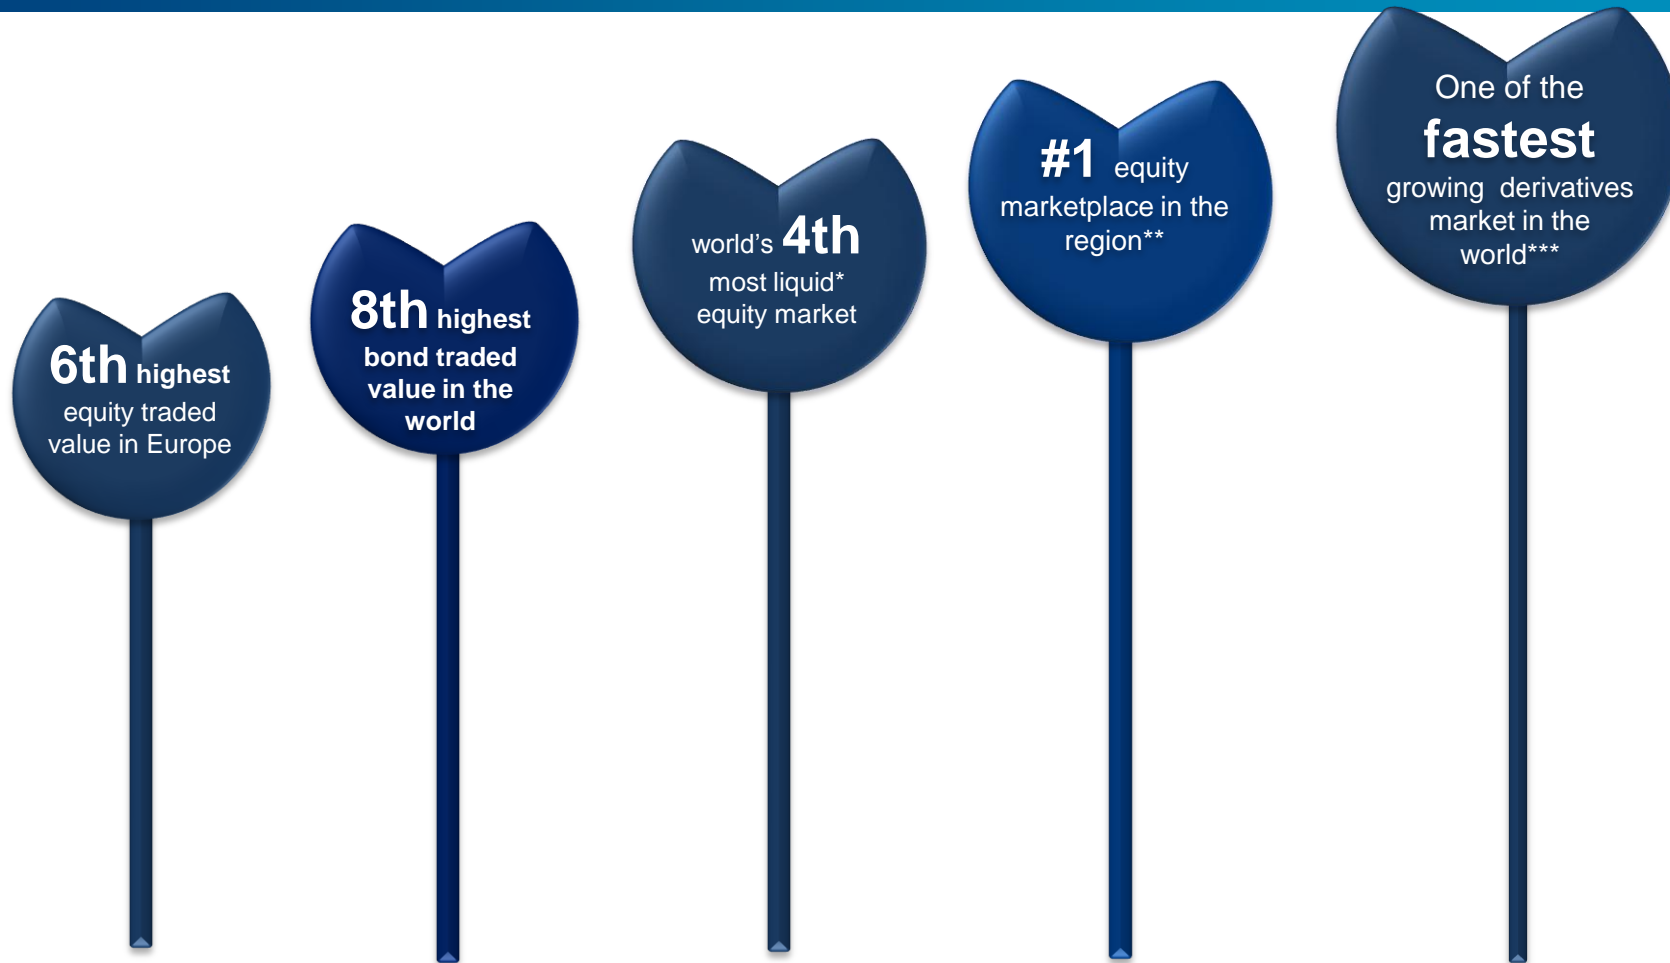 6th highest
equity traded
value in Europe
8th highest
bond traded
value in the
world
world’s 4th
most liquid*
equity market
#1 equity
marketplace in the
region**
One of the
fastest
growing derivatives
market in the
world***